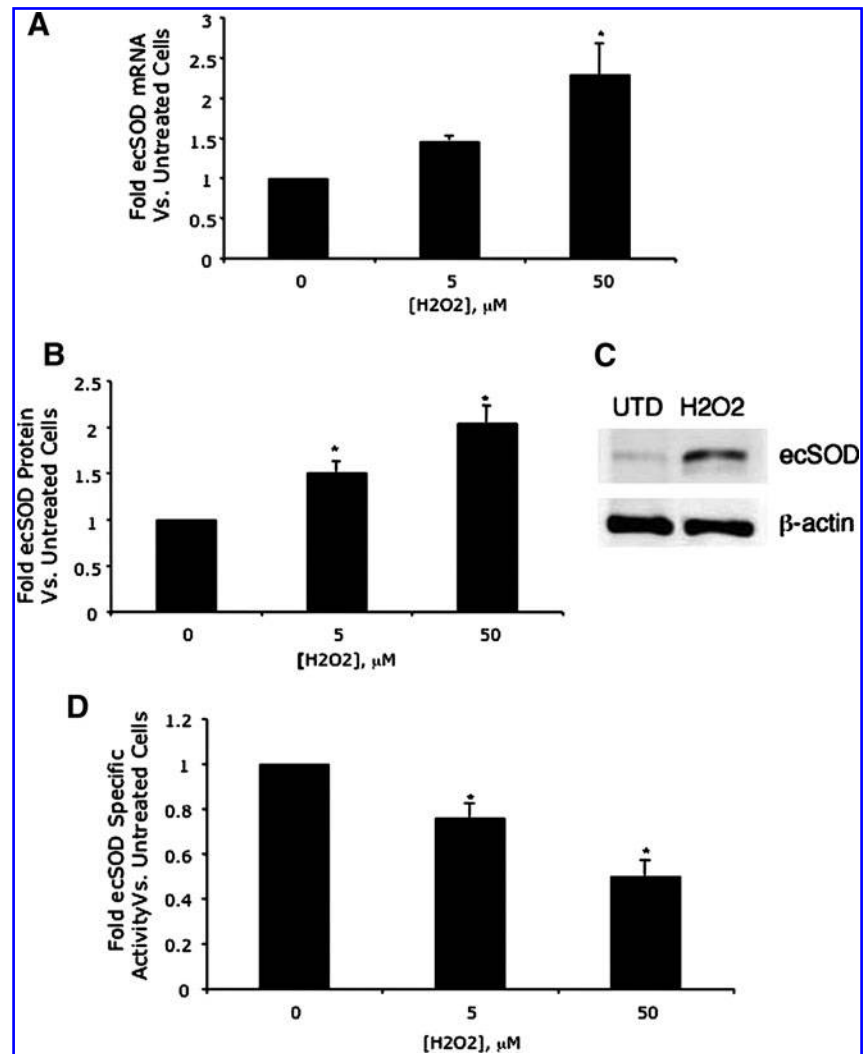 A
Fold ecSOD mRNA
Vs. Untreated Cells
3
2.5
2
1.5
1
0.5
0
*
0 5 50
[H2O2], μM
B
Fold ecSOD Protein
Vs. Untreated Cells
2.5
2
1.5
1
0.5
0
* *
0 5 50
[H2O2], μM
C
UTD H2O2
ecSOD
β-actin
D
Fold ecSOD Specific
ActivityVs. Untreated Cells
1.2
1
0.8
0.6
0.4
0.2
0
* *
0 5 50
[H2O2], μM